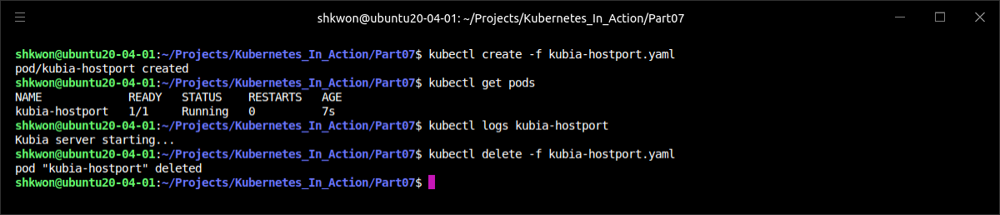 shkwon@ubuntu20-04-01: ~/Projects/Kubernetes_In_Action/Part07
shkwon@ubuntu20-04-01:~/Projects/Kubernetes_In_Action/Part07$ kubectl create -f kubia-hostport.yaml
pod/kubia-hostport created
shkwon@ubuntu20-04-01:~/Projects/Kubernetes_In_Action/Part07$ kubectl get pods
NAME             READY   STATUS    RESTARTS   AGE
kubia-hostport   1/1     Running   0          7s
shkwon@ubuntu20-04-01:~/Projects/Kubernetes_In_Action/Part07$ kubectl logs kubia-hostport
Kubia server starting...
shkwon@ubuntu20-04-01:~/Projects/Kubernetes_In_Action/Part07$ kubectl delete -f kubia-hostport.yaml
pod "kubia-hostport" deleted
shkwon@ubuntu20-04-01:~/Projects/Kubernetes_In_Action/Part07$